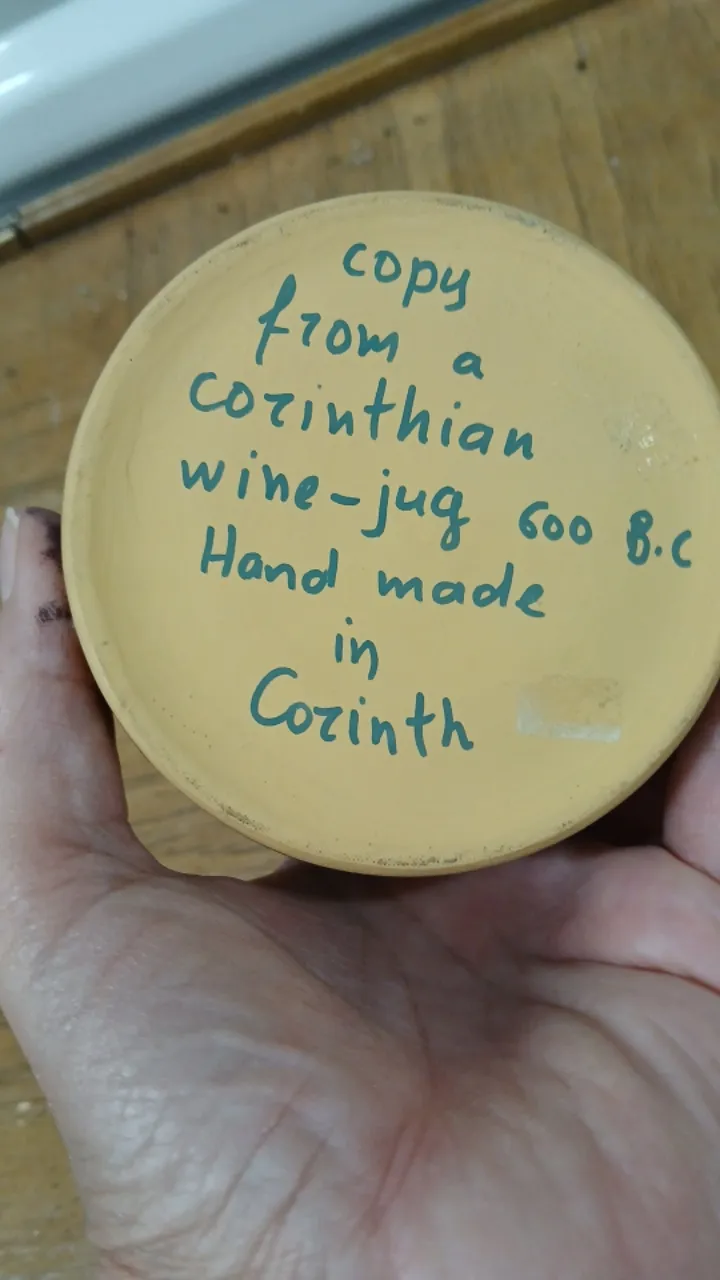 copy
from a
corinthian
wine-jug 600 B.C
Hand made
in
Corinth